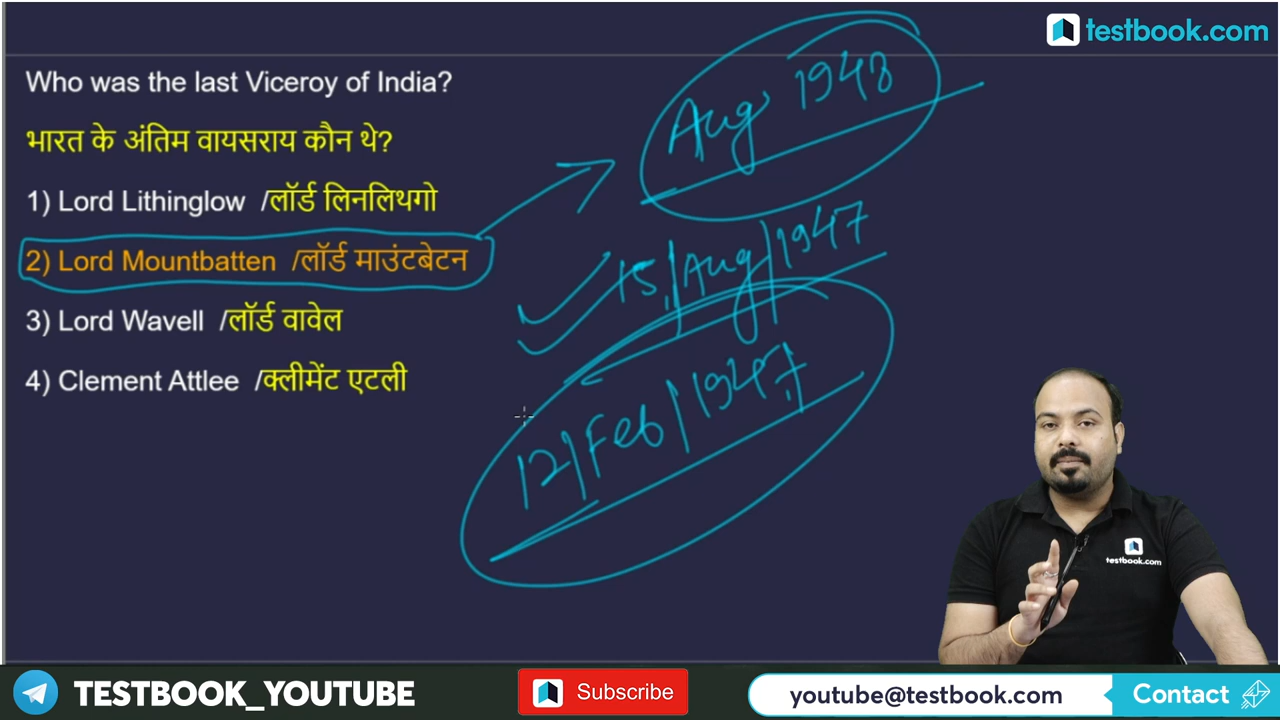 testbook.com
Who was the last Viceroy of India?
भारत के अंतिम वायसराय कौन थे?
1) Lord Lithinglow /लॉर्ड लिनलिथगो
2) Lord Mountbatten /लॉर्ड माउंटबेटन
3) Lord Wavell /लॉर्ड वावेल
4) Clement Attlee /क्लीमेंट एटली
Aug 1948
15/Aug/1947
12/Feb/1947
testbook.com
TESTBOOK_YOUTUBE
Subscribe
youtube@testbook.com
Contact